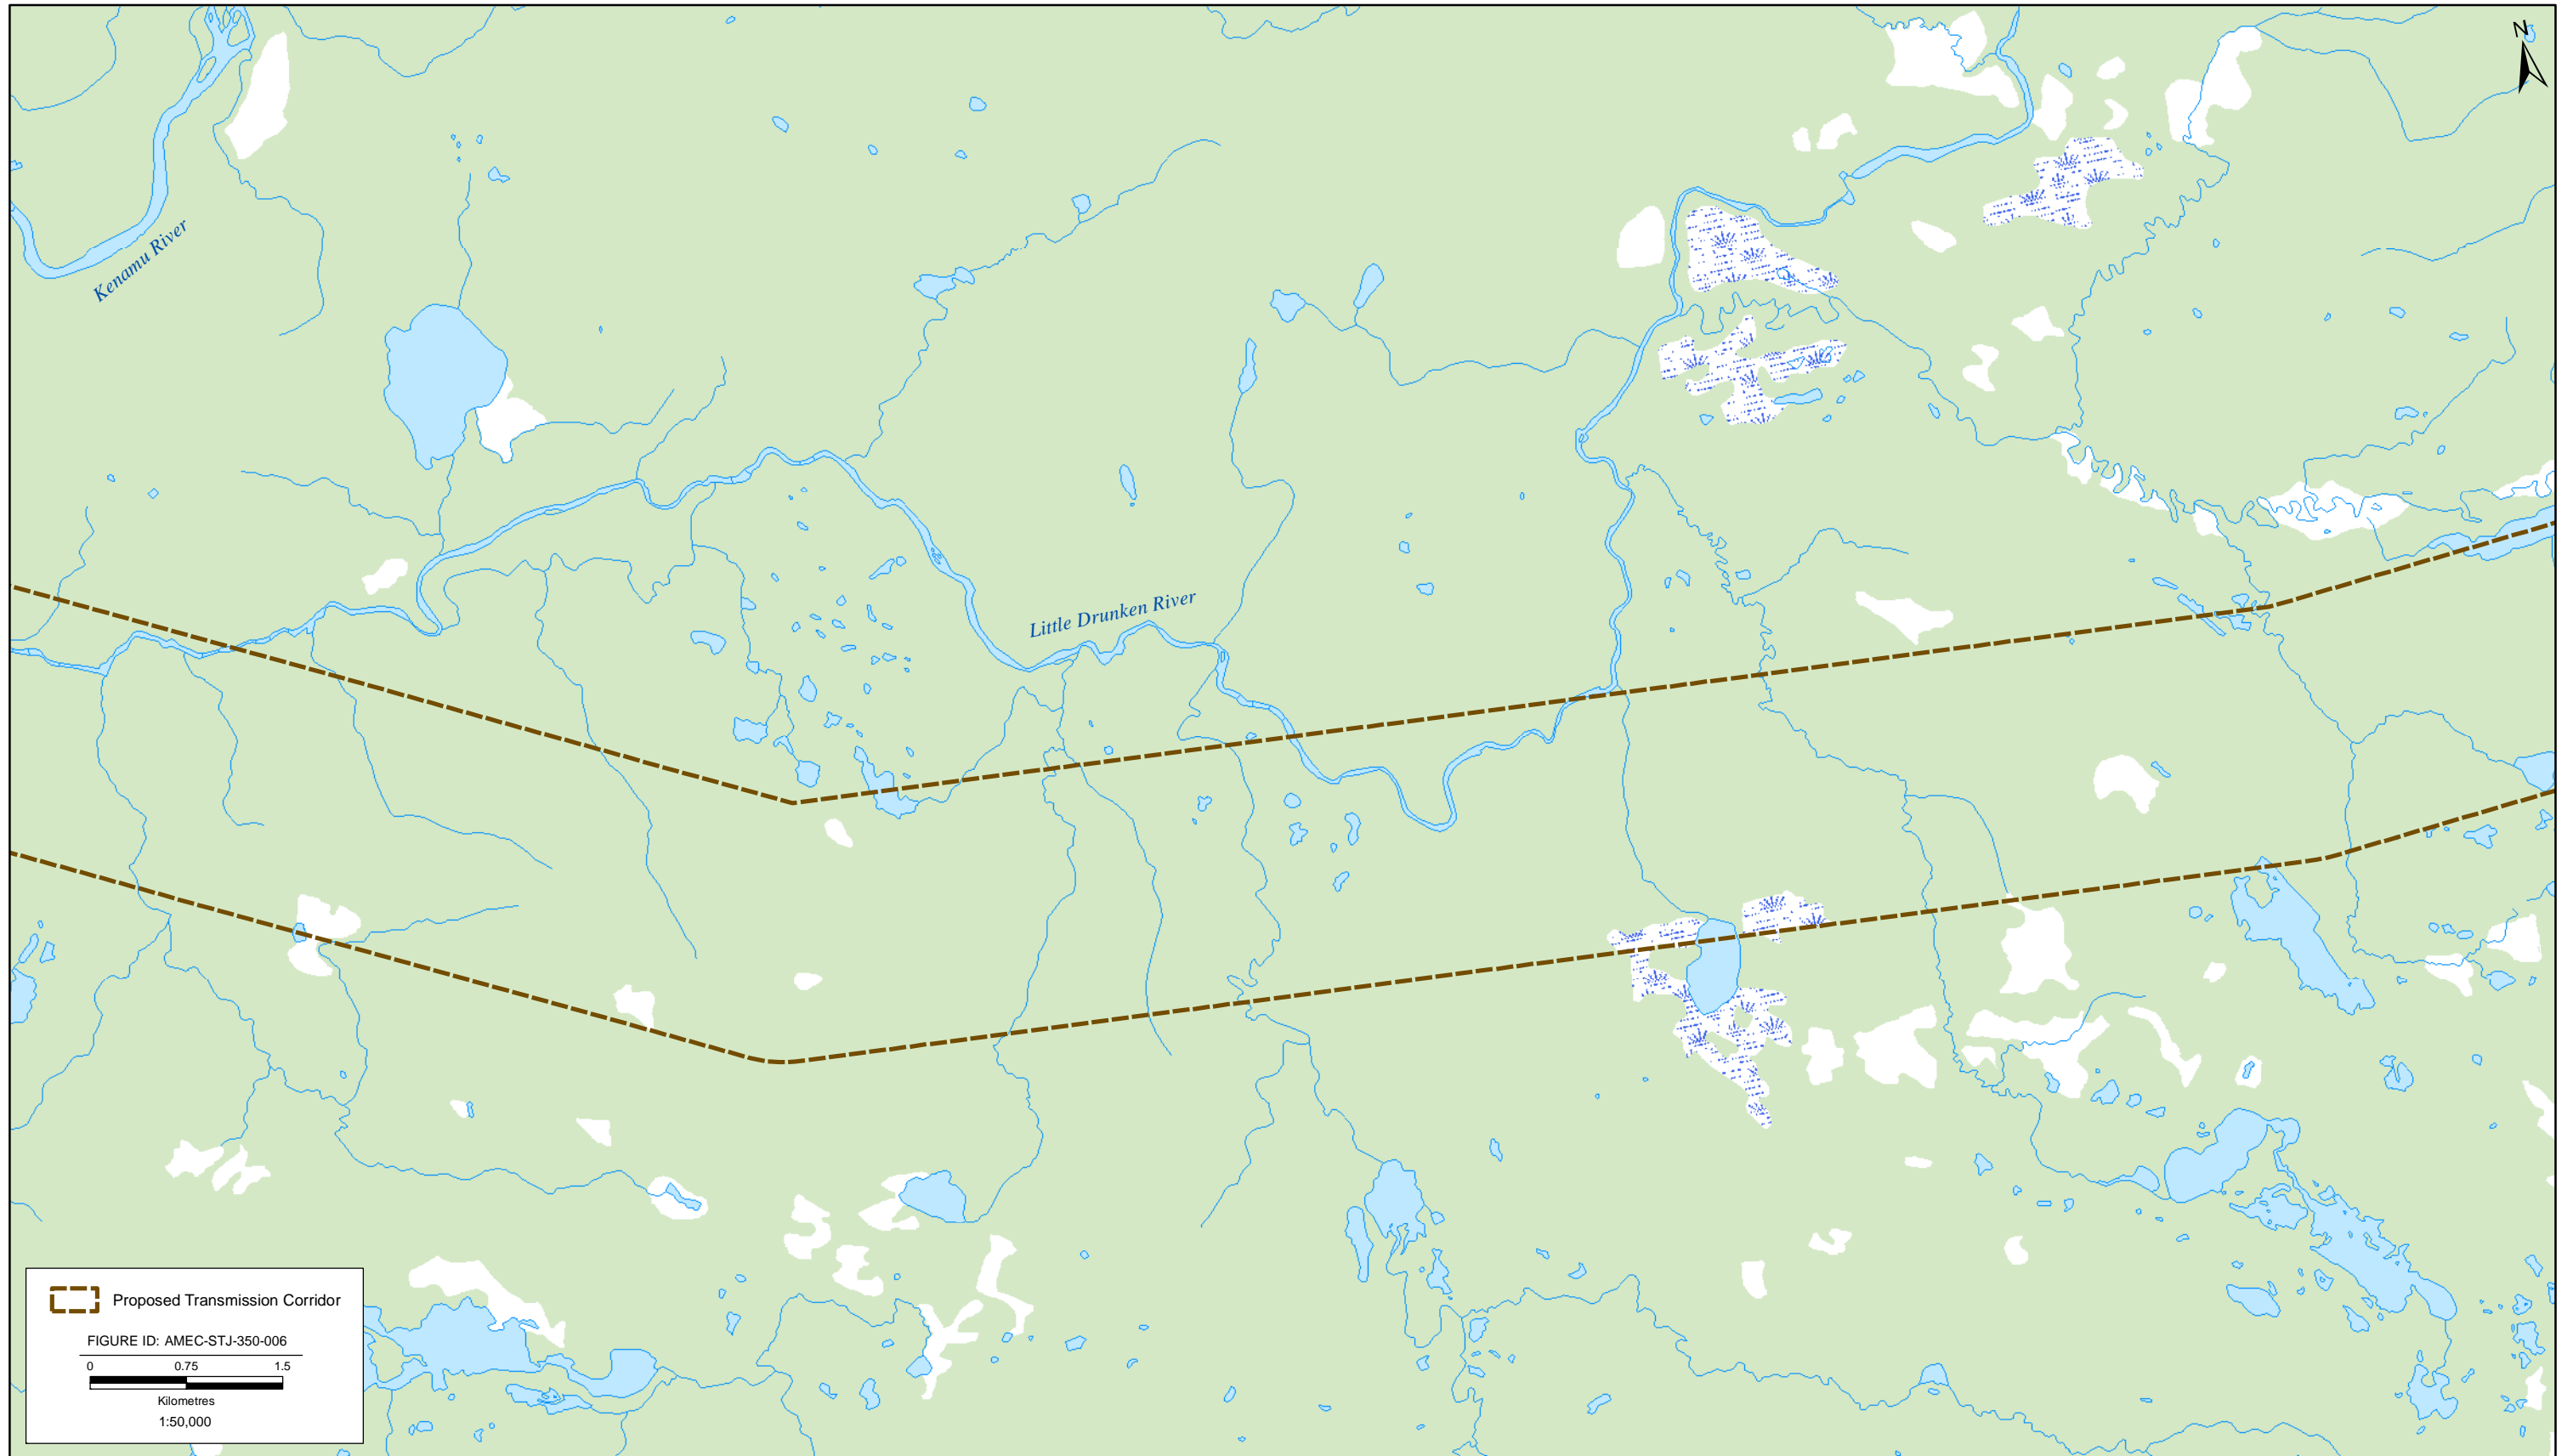 N
Kenamu River
Little Drunken River
Proposed Transmission Corridor
FIGURE ID: AMEC-STJ-350-006
0 0.75 1.5
Kilometres
1:50,000